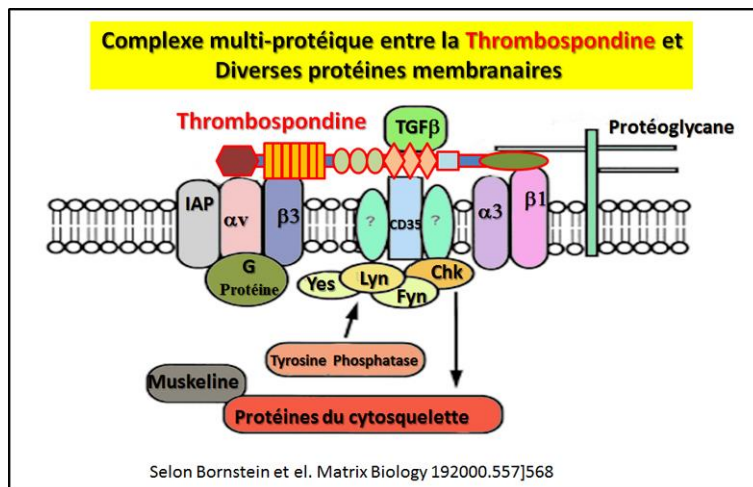 Complexe multi-protéique entre la Thrombospondine et
Diverses protéines membranaires
Thrombospondine
TGFβ
Protéoglycane
IAP
αv
β3
?
CD35
?
α3
β1
G
Protéine
Yes
Lyn
Fyn
Chk
Tyrosine Phosphatase
Muskeline
Protéines du cytosquelette
Selon Bornstein et el. Matrix Biology 192000.557]568